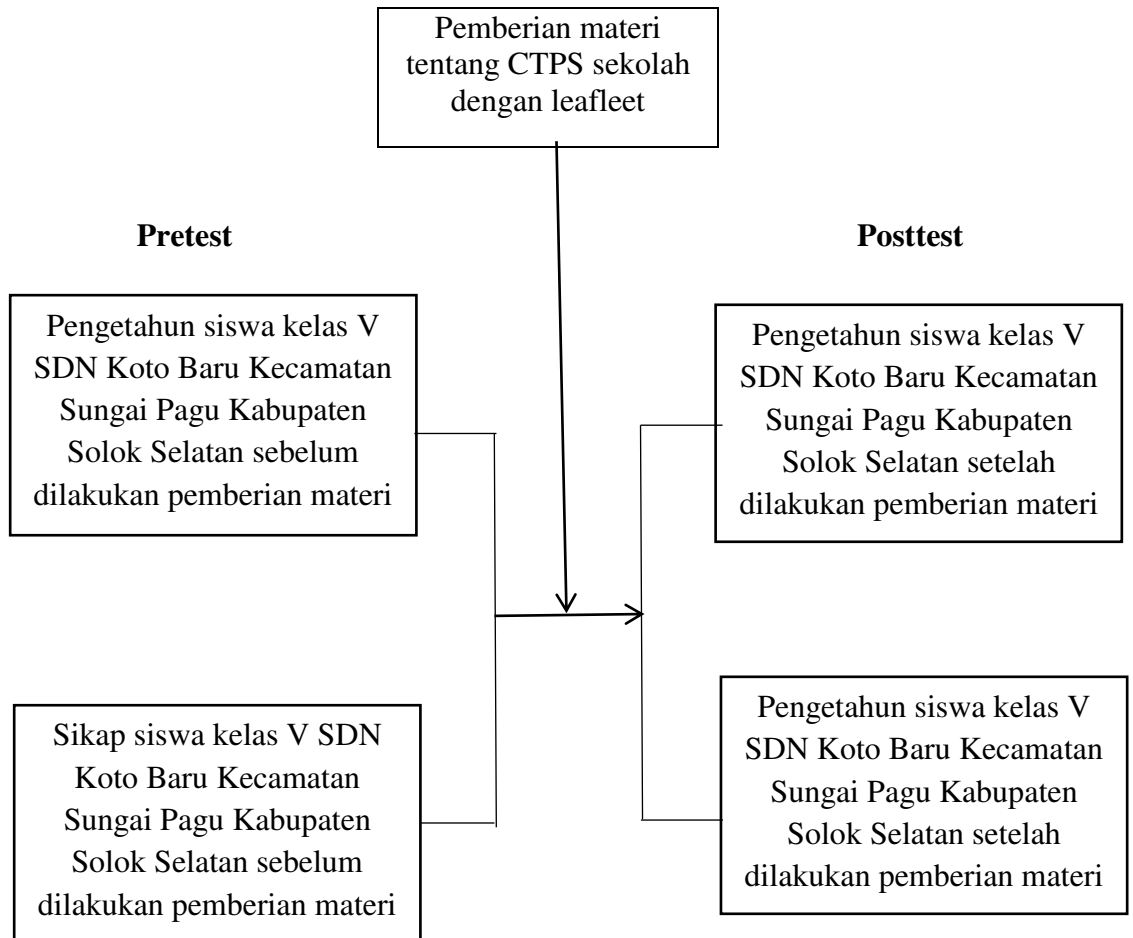 Pemberian materi
tentang CTPS sekolah
dengan leafleet
Pretest
Posttest
Pengetahun siswa kelas V
SDN Koto Baru Kecamatan
Sungai Pagu Kabupaten
Solok Selatan sebelum
dilakukan pemberian materi
Pengetahun siswa kelas V
SDN Koto Baru Kecamatan
Sungai Pagu Kabupaten
Solok Selatan setelah
dilakukan pemberian materi
Sikap siswa kelas V SDN
Koto Baru Kecamatan
Sungai Pagu Kabupaten
Solok Selatan sebelum
dilakukan pemberian materi
Pengetahun siswa kelas V
SDN Koto Baru Kecamatan
Sungai Pagu Kabupaten
Solok Selatan setelah
dilakukan pemberian materi